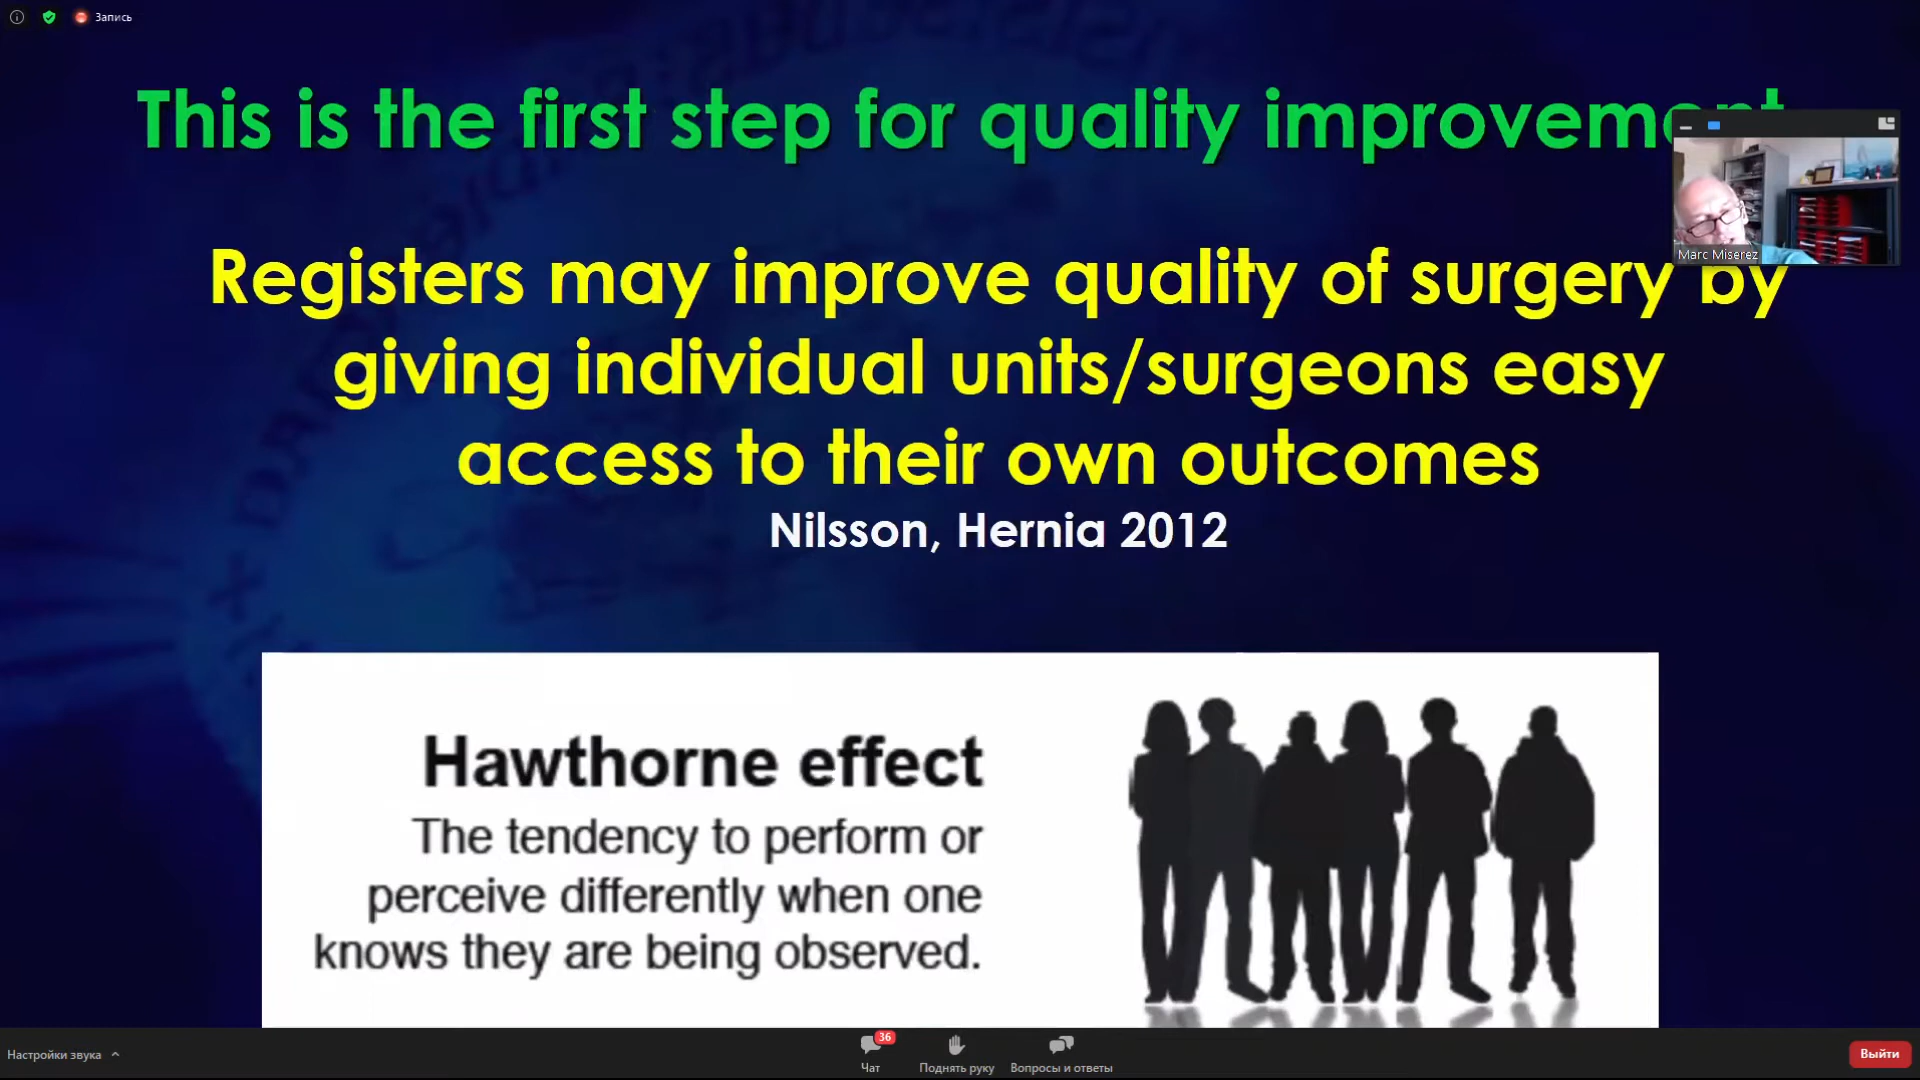 Запись
This is the first step for quality improvement
Marc Miserez
Registers may improve quality of surgery by
giving individual units/surgeons easy
access to their own outcomes
Nilsson, Hernia 2012
Hawthorne effect
The tendency to perform or
perceive differently when one
knows they are being observed.
36
Настройки звука
Чат
Поднять руку
Вопросы и ответы
Выйти